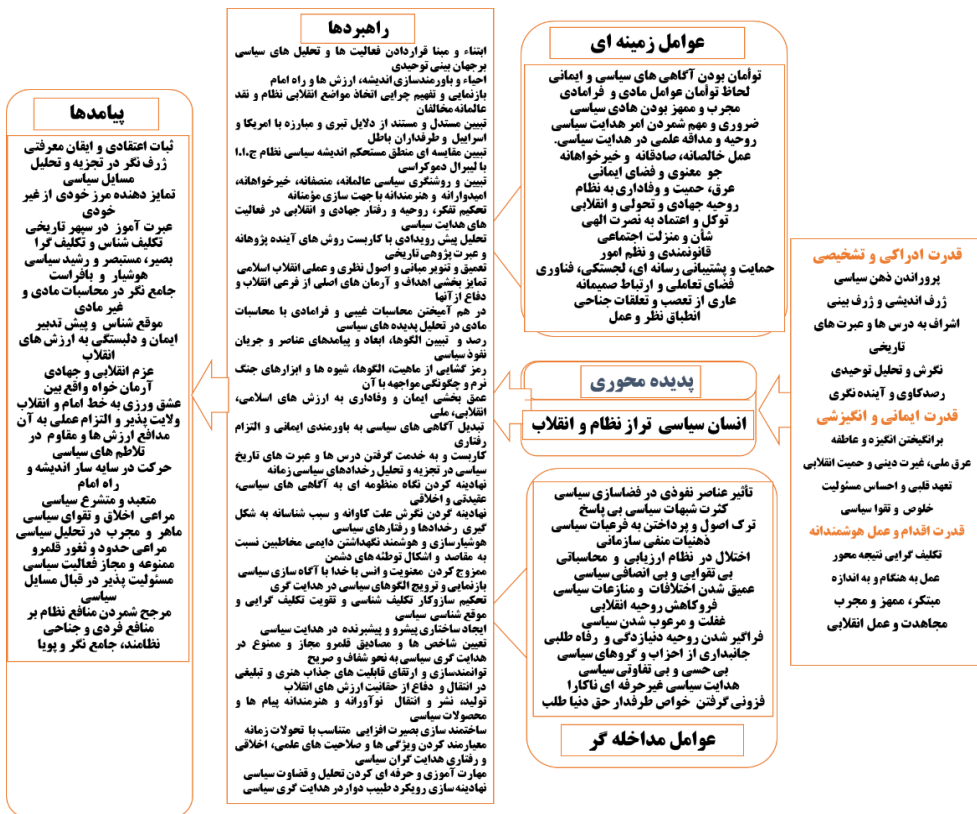 قدرت ادراکی و تشخیصی
پروراندن ذهن سیاسی
ژرف اندیشی و ژرف بینی
اشراف به درس ها و عبرت های
تاریخی
نگرش و تحلیل توحیدی
رصدکاوی و آینده نگری
قدرت ایمانی و انگیزشی
برانگیختن انگیزه و عاطفه
عرق ملی، غیرت دینی و حمیت انقلابی
تعهد قلبی و احساس مسئولیت
خلوص و تقوا سیاسی
قدرت اقدام و عمل هوشمندانه
تکلیف گرایی نتیجه محور
عمل به هنگام و به اندازه
مبتکر، ممهز و مجرب
مجاهدت و عمل انقلابی
عوامل زمینه ای
توأمان بودن آگاهی های سیاسی و ایمانی
لحاظ توأمان عوامل مادی و فرامادی
مجرب و ممهز بودن هادی سیاسی
ضروری و مهم شمردن امر هدایت سیاسی
روحیه و مداقه علمی در هدایت سیاسی.
عمل خالصانه، صادقانه و خیرخواهانه
جو معنوی و فضای ایمانی
عرق، حمیت و وفاداری به نظام
روحیه جهادی و تحولی و انقلابی
توکل و اعتماد به نصرت الهی
شأن و منزلت اجتماعی
قانونمندی و نظم امور
حمایت و پشتیبانی رسانه ای، لجستکی، فناوری
فضای تعاملی و ارتباط صمیمانه
عاری از تعصب و تعلقات جناحی
انطباق نظر و عمل
پدیده محوری
انسان سیاسی تراز نظام و انقلاب
تأثیر عناصر نفوذی در فضاسازی سیاسی
کثرت شبهات سیاسی بی پاسخ
ترک اصول و پرداختن به فرعیات سیاسی
ذهنیات منفی سازمانی
اختلال در نظام ارزیابی و محاسباتی
بی تقوایی و بی انصافی سیاسی
عمیق شدن اختلافات و منازعات سیاسی
فروکاهش روحیه انقلابی
غفلت و مرعوب شدن سیاسی
فراگیر شدن روحیه دنیازدگی و رفاه طلبی
جانبداری از احزاب و گروهای سیاسی
بی حسی و بی تفاوتی سیاسی
هدایت سیاسی غیرحرفه ای ناکارا
فزونی گرفتن خواص طرفدار حق دنیا طلب
عوامل مداخله گر
راهبردها
ابتناء و مبنا قراردادن فعالیت ها و تحلیل های سیاسی
برجهان بینی توحیدی
احیاء و باورمندسازی اندیشه، ارزش ها و راه امام
بازنمایی و تفهیم چرایی اتخاذ مواضع انقلابی نظام و نقد
عالمانه مخالفان
تبیین مستدل و مستند از دلایل تبری و مبارزه با امریکا و
اسراییل و طرفداران باطل
تبیین مقایسه ای منطق مستحکم اندیشه سیاسی نظام ج.ا.ا
با لیبرال دموکراسی
تبیین و روشنگری سیاسی عالمانه، منصفانه، خیرخواهانه،
امیدوارانه و هنرمندانه با جهت سازی مؤمنانه
تحکیم تفکر، روحیه و رفتار جهادی و انقلابی در فعالیت
های هدایت سیاسی
تحلیل پیش رویدادی با کاربست روش های آینده پژوهانه
و عبرت پژوهی تاریخی
تعمیق و تنویر مبانی و اصول نظری و عملی انقلاب اسلامی
تمایز بخشی اهداف و آرمان های اصلی از فرعی انقلاب و
دفاع ازآنها
در هم آمیختن محاسبات غیبی و فرامادی با محاسبات
مادی در تحلیل پدیده های سیاسی
رصد و تبیین الگوها، ابعاد و پیامدهای عناصر و جریان
نفوذ سیاسی
رمز گشایی از ماهیت، الگوها، شیوه ها و ابزارهای جنگ
نرم و چگونگی مواجهه با آن
عمق بخشی ایمان و وفاداری به ارزش های اسلامی،
انقلابی، ملی
تبدیل آگاهی های سیاسی به باورمندی ایمانی و التزام
رفتاری
کاربست و به خدمت گرفتن درس ها و عبرت های تاریخ
سیاسی در تجزیه و تحلیل رخدادهای سیاسی زمانه
نهادینه کردن نگاه منظومه ای به آگاهی های سیاسی،
عقیدتی و اخلاقی
نهادینه کردن نگرش علت کاوانه و سبب شناسانه به شکل
گیری رخدادها و رفتارهای سیاسی
هوشیارسازی و هوشمند نگهداشتن دایمی مخاطبین نسبت
به مقاصد و اشکال توطئه های دشمن
ممزوج کردن معنویت و انس با خدا با آگاه سازی سیاسی
بازنمایی و ترویج الگوهای سیاسی در هدایت گری
تحکیم سازوکار تکلیف شناسی و تقویت تکلیف گرایی و
موقع شناسی سیاسی
ایجاد ساختاری پیشرو و پیشبرنده در هدایت سیاسی
تعیین شاخص ها و مصادیق قلمرو مجاز و ممنوع در
هدایت گری سیاسی به نحو شفاف و صریح
توانمندسازی و ارتقای قابلیت های جذاب هنری و تبلیغی
در انتقال و دفاع از حقانیت ارزش های انقلاب
تولید، نشر و انتقال نوآورانه و هنرمندانه پیام ها و
محصولات سیاسی
ساختمند سازی بصیرت افزایی متناسب با تحولات زمانه
معیارمند کردن ویژگی ها و صلاحیت های علمی، اخلاقی
و رفتاری هدایت گران سیاسی
مهارت آموزی و حرفه ای کردن تحلیل و قضاوت سیاسی
نهادینه سازی رویکرد طبیب دواردر هدایت گری سیاسی
پیامدها
ثبات اعتقادی و ایقان معرفتی
ژرف نگر در تجزیه و تحلیل
مسایل سیاسی
تمایز دهنده مرز خودی از غیر
خودی
عبرت آموز در سپهر تاریخی
تکلیف شناس و تکلیف گرا
بصیر، مستبصر و رشید سیاسی
هوشیار و بافراست
جامع نگر در محاسبات مادی و
غیر مادی
موقع شناس و پیش تدبیر
ایمان و دلبستگی به ارزش های
انقلاب
عزم انقلابی و جهادی
آرمان خواه واقع بین
عشق ورزی به خط امام و انقلاب
ولایت پذیر و التزام عملی به آن
مدافع ارزش ها و مقاوم در
تلاطم های سیاسی
حرکت در سایه سار اندیشه و
راه امام
متعبد و متشرع سیاسی
مراعی اخلاق و تقوای سیاسی
ماهر و مجرب در تحلیل سیاسی
مراعی حدود و ثغور قلمرو
ممنوعه و مجاز فعالیت سیاسی
مسئولیت پذیر در قبال مسایل
سیاسی
مرجح شمردن منافع نظام بر
منافع فردی و جناحی
نظامند، جامع نگر و پویا